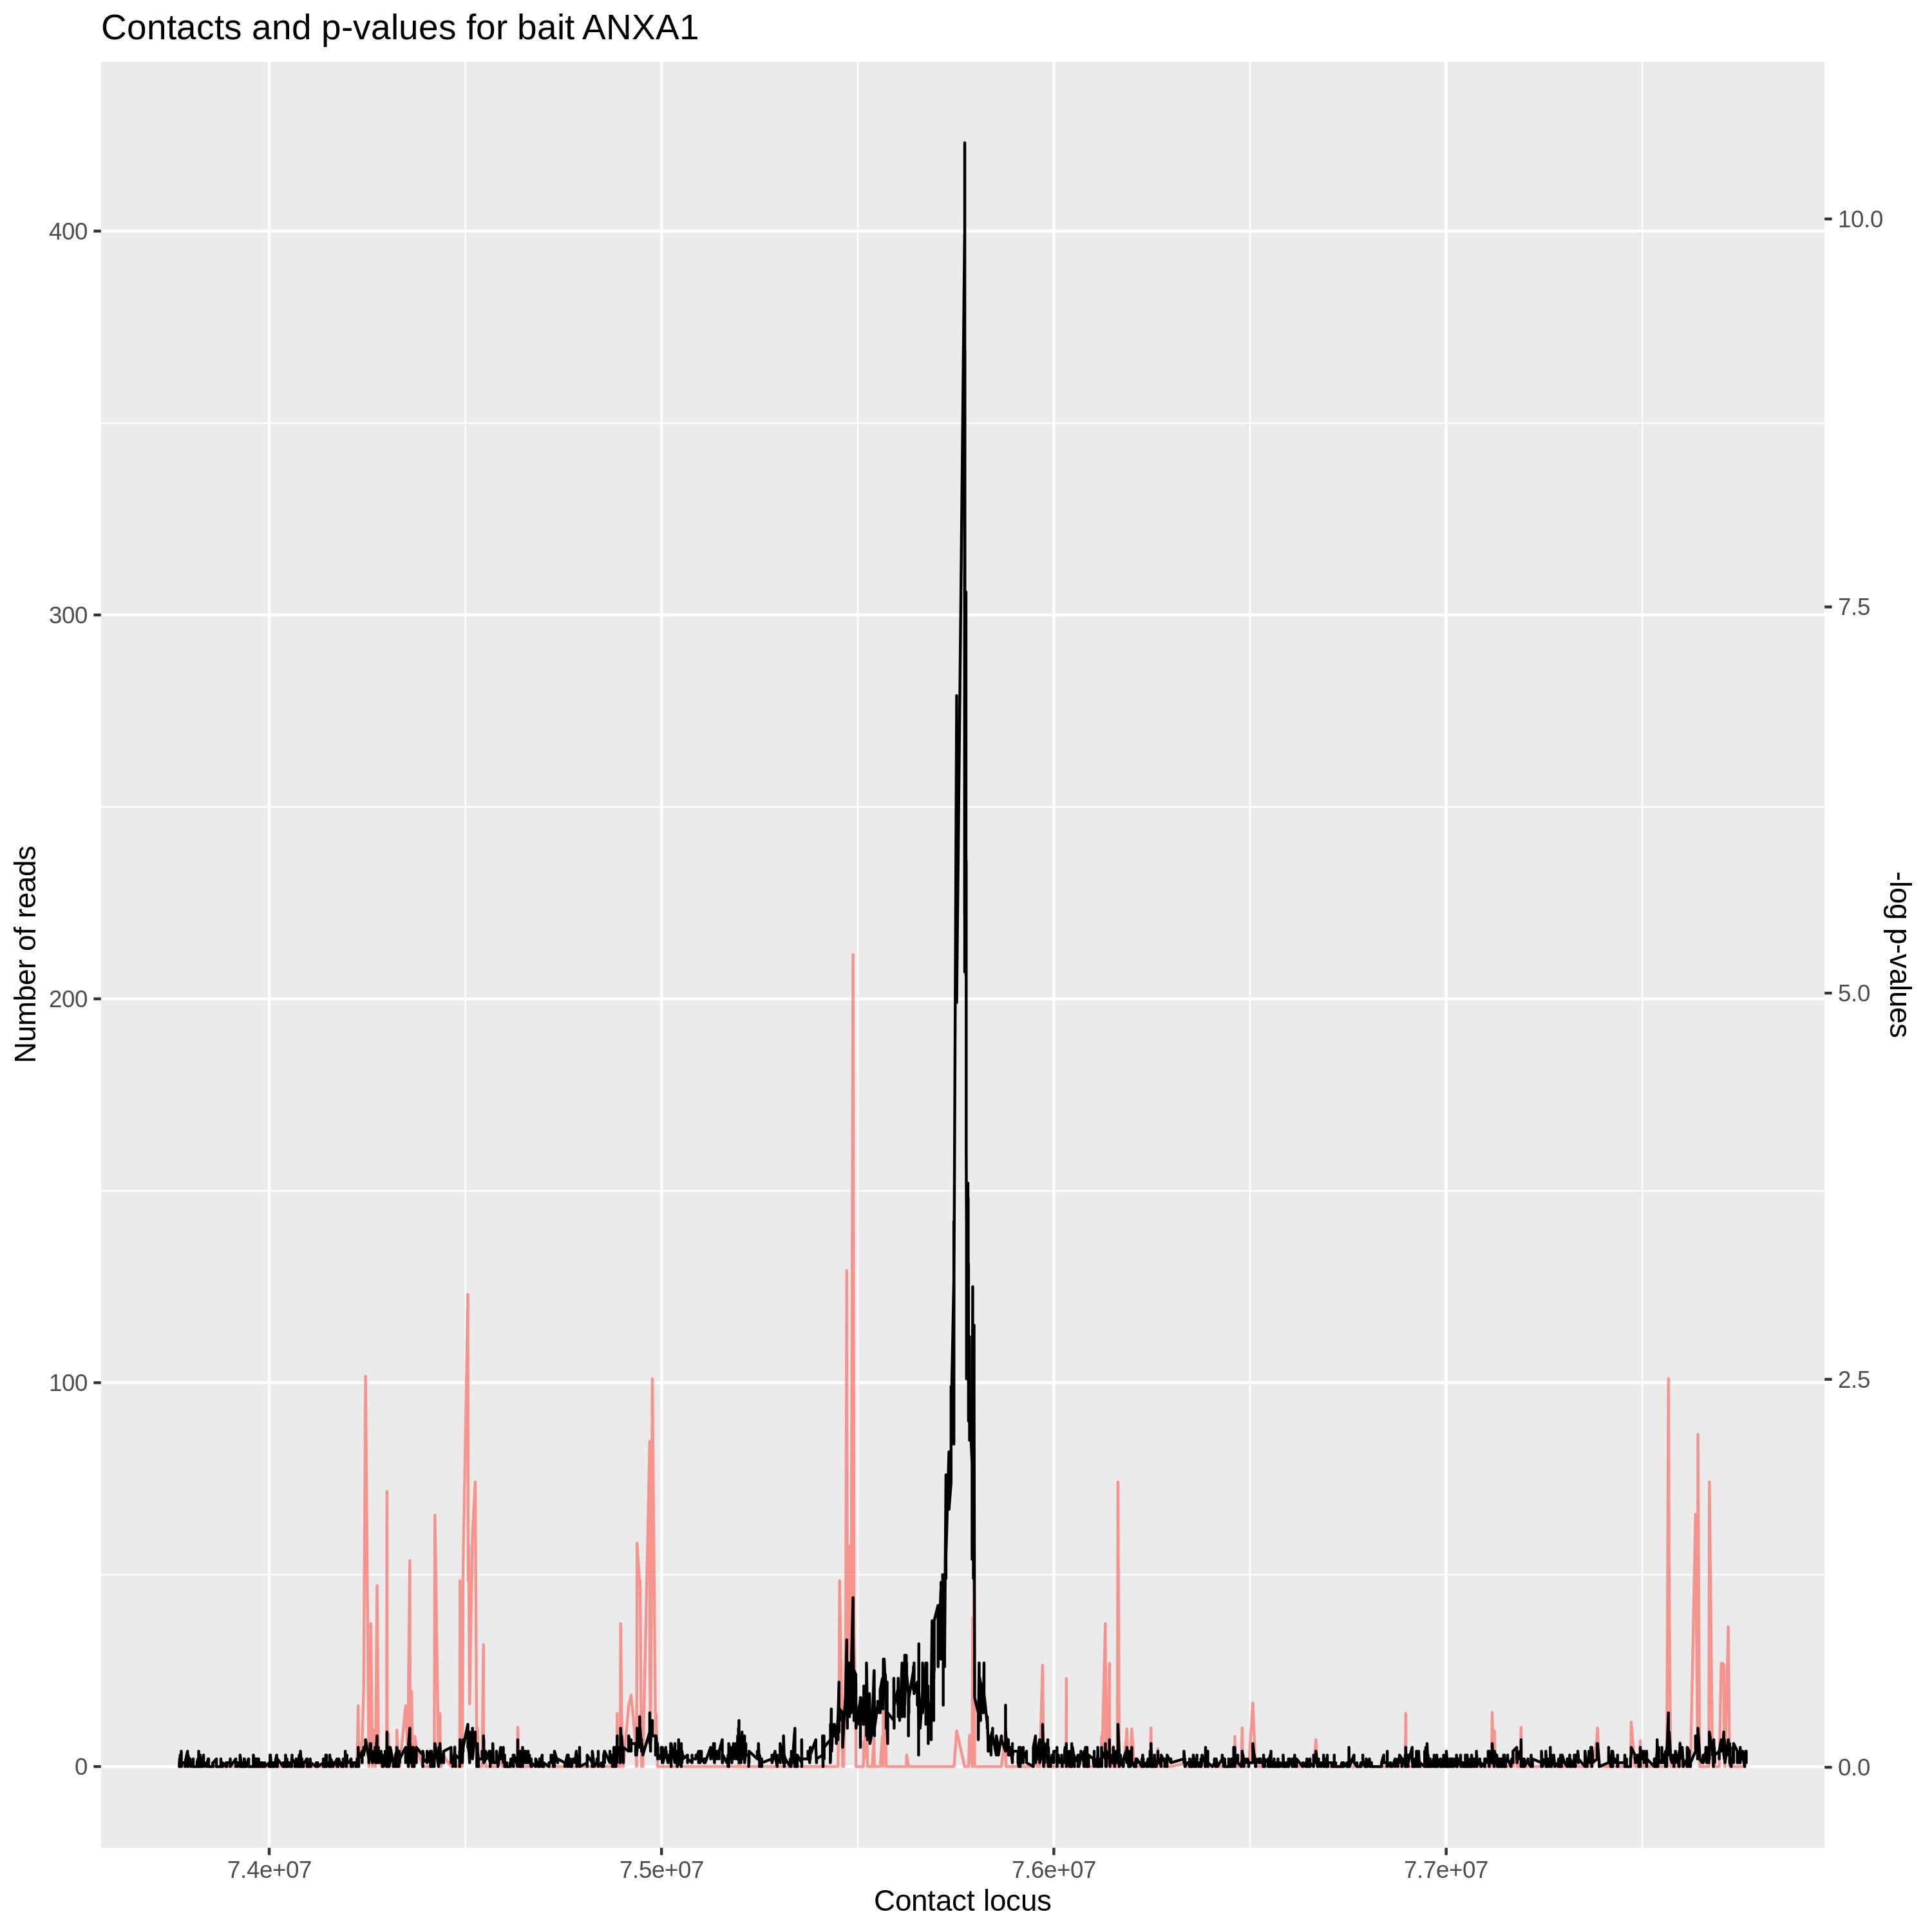 Contacts and p-values for bait ANXA1
400
300
200
100
0
10.0
7.5
5.0
2.5
0.0
Number of reads
-log p-values
7.4e+07 7.5e+07 7.6e+07 7.7e+07
Contact locus